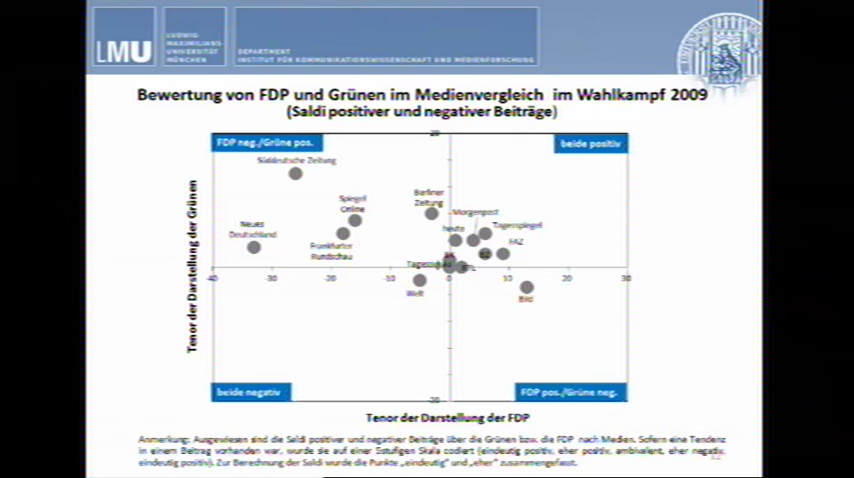 LMU
LUDWIG-
MAXIMILIANS-
UNIVERSITÄT
MÜNCHEN
DEPARTMENT
INSTITUT FÜR KOMMUNIKATIONSWISSENSCHAFT UND MEDIENFORSCHUNG
Bewertung von FDP und Grünen im Medienvergleich im Wahlkampf 2009
(Saldi positiver und negativer Beiträge)
FDP neg./Grüne pos.
20
beide positiv
Süddeutsche Zeitung
Spiegel
Online
Berliner
Zeitung
Morgenpost
Neues
Deutschland
heute
Tagesspiegel
Frankfurter
Rundschau
FAZ
Tagesschau
BZ
RTL
-40
-30
-20
-10
0
10
20
30
Welt
Bild
Tenor der Darstellung der Grünen
beide negativ
-20
FDP pos./Grüne neg.
Tenor der Darstellung der FDP
Anmerkung: Ausgewiesen sind die Saldi positiver und negativer Beiträge über die Grünen bzw. die FDP nach Medien. Sofern eine Tendenz
in einem Beitrag vorhanden war, wurde sie auf einer 5stufigen Skala codiert (eindeutig positiv, eher positiv, ambivalent, eher negativ,
eindeutig positiv). Zur Berechnung der Saldi wurde die Punkte „eindeutig" und „eher" zusammengefasst.